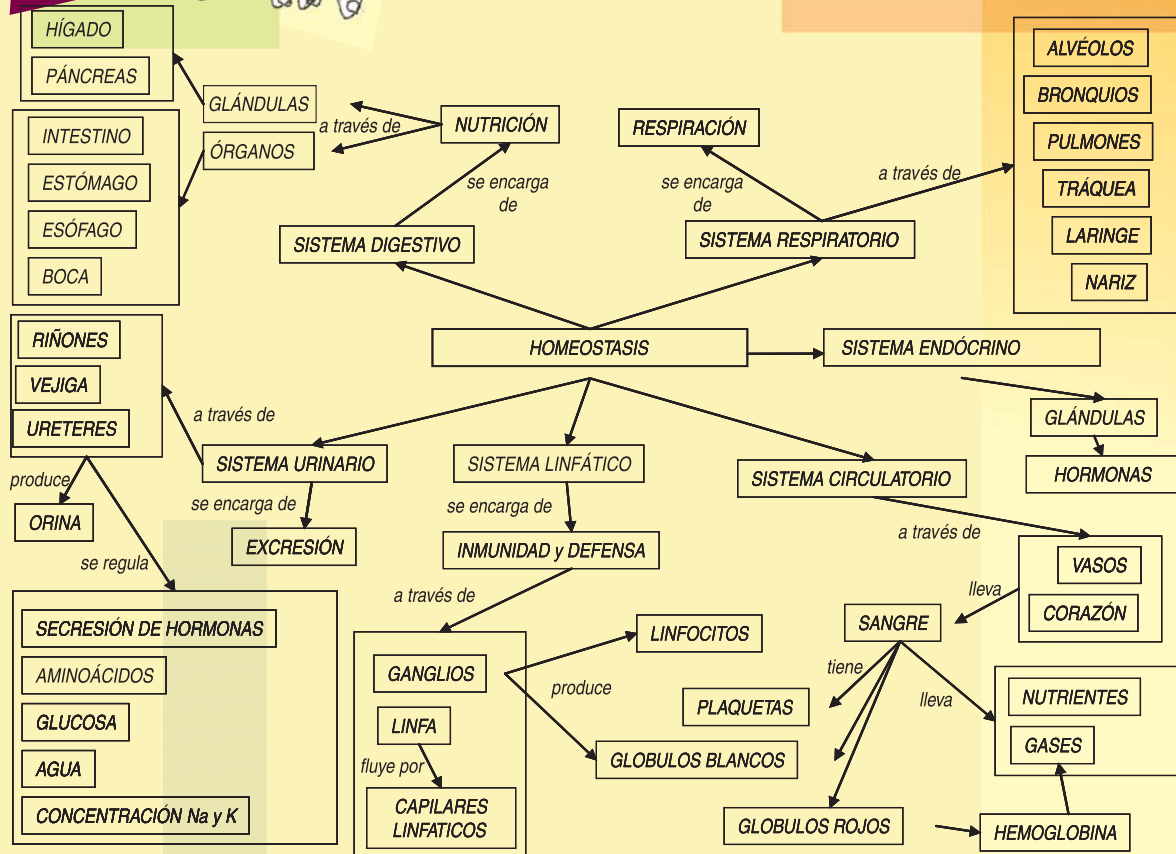 HÍGADO
PÁNCREAS
GLÁNDULAS
ÓRGANOS
a través de
INTESTINO
ESTÓMAGO
ESÓFAGO
BOCA
NUTRICIÓN
se encarga
de
SISTEMA DIGESTIVO
RESPIRACIÓN
se encarga
de
SISTEMA RESPIRATORIO
a través de
ALVÉOLOS
BRONQUIOS
PULMONES
TRÁQUEA
LARINGE
NARIZ
HOMEOSTASIS
SISTEMA ENDÓCRINO
GLÁNDULAS
HORMONAS
RIÑONES
VEJIGA
URETERES
a través de
SISTEMA URINARIO
se encarga de
EXCRESIÓN
produce
ORINA
se regula
SECRESIÓN DE HORMONAS
AMINOÁCIDOS
GLUCOSA
AGUA
CONCENTRACIÓN Na y K
SISTEMA LINFÁTICO
se encarga de
INMUNIDAD y DEFENSA
a través de
GANGLIOS
LINFA
fluye por
CAPILARES
LINFATICOS
produce
LINFOCITOS
GLOBULOS BLANCOS
SISTEMA CIRCULATORIO
a través de
VASOS
CORAZÓN
lleva
SANGRE
tiene
PLAQUETAS
GLOBULOS ROJOS
lleva
NUTRIENTES
GASES
HEMOGLOBINA